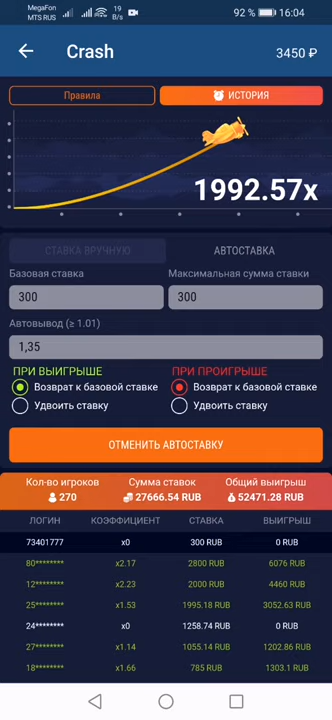 MegaFon
MTS RUS
19
B/s
92 %
16:04
Crash
3450 ₽
Правила
ИСТОРИЯ
1992.57x
СТАВКА ВРУЧНУЮ
АВТОСТАВКА
Базовая ставка
Максимальная сумма ставки
300
300
Автовывод (≥ 1.01)
1,35
ПРИ ВЫИГРЫШЕ
ПРИ ПРОИГРЫШЕ
Возврат к базовой ставке
Возврат к базовой ставке
Удвоить ставку
Удвоить ставку
ОТМЕНИТЬ АВТОСТАВКУ
Кол-во игроков
Сумма ставок
Общий выигрыш
270
27666.54 RUB
52471.28 RUB
ЛОГИН КОЭФФИЦИЕНТ СТАВКА ВЫИГРЫШ
73401777 x0 300 RUB 0 RUB
80******** x2.17 2800 RUB 6076 RUB
12******** x2.23 2000 RUB 4460 RUB
25******** x1.53 1995.18 RUB 3052.63 RUB
24******** x0 1258.74 RUB 0 RUB
27******** x1.14 1055.14 RUB 1202.86 RUB
18******** x1.66 785 RUB 1303.1 RUB